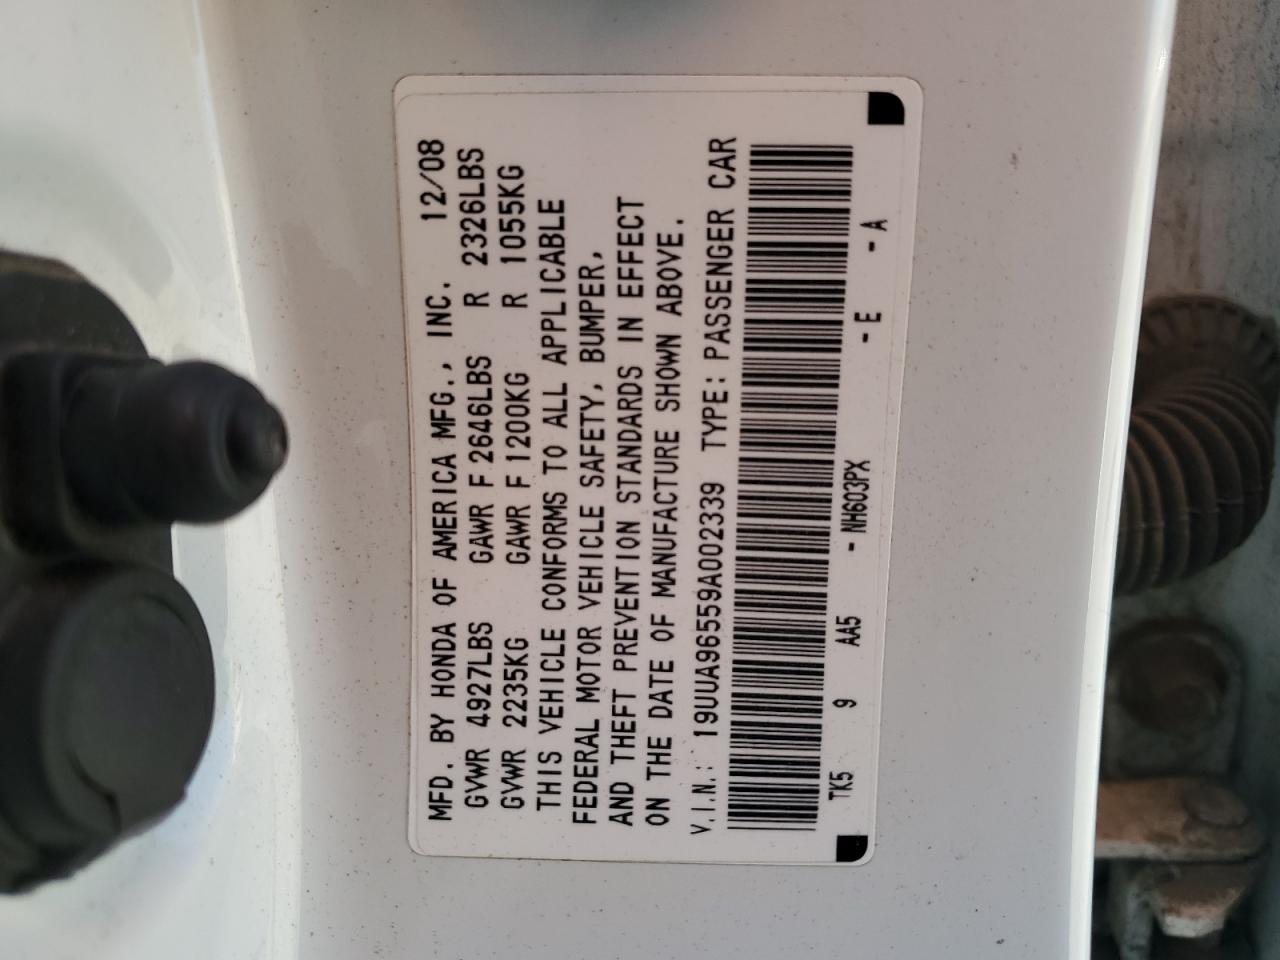 MFD. BY HONDA OF AMERICA MFG., INC. 12/08
GVWR 4927LBS GAWR F 2646LBS R 2326LBS
GVWR 2235KG GAWR F 1200KG R 1055KG
THIS VEHICLE CONFORMS TO ALL APPLICABLE
FEDERAL MOTOR VEHICLE SAFETY, BUMPER,
AND THEFT PREVENTION STANDARDS IN EFFECT
ON THE DATE OF MANUFACTURE SHOWN ABOVE.
V.I.N.: 19UUA96559A002339 TYPE: PASSENGER CAR
TK5 9 AA5 - NH603PX - E - A